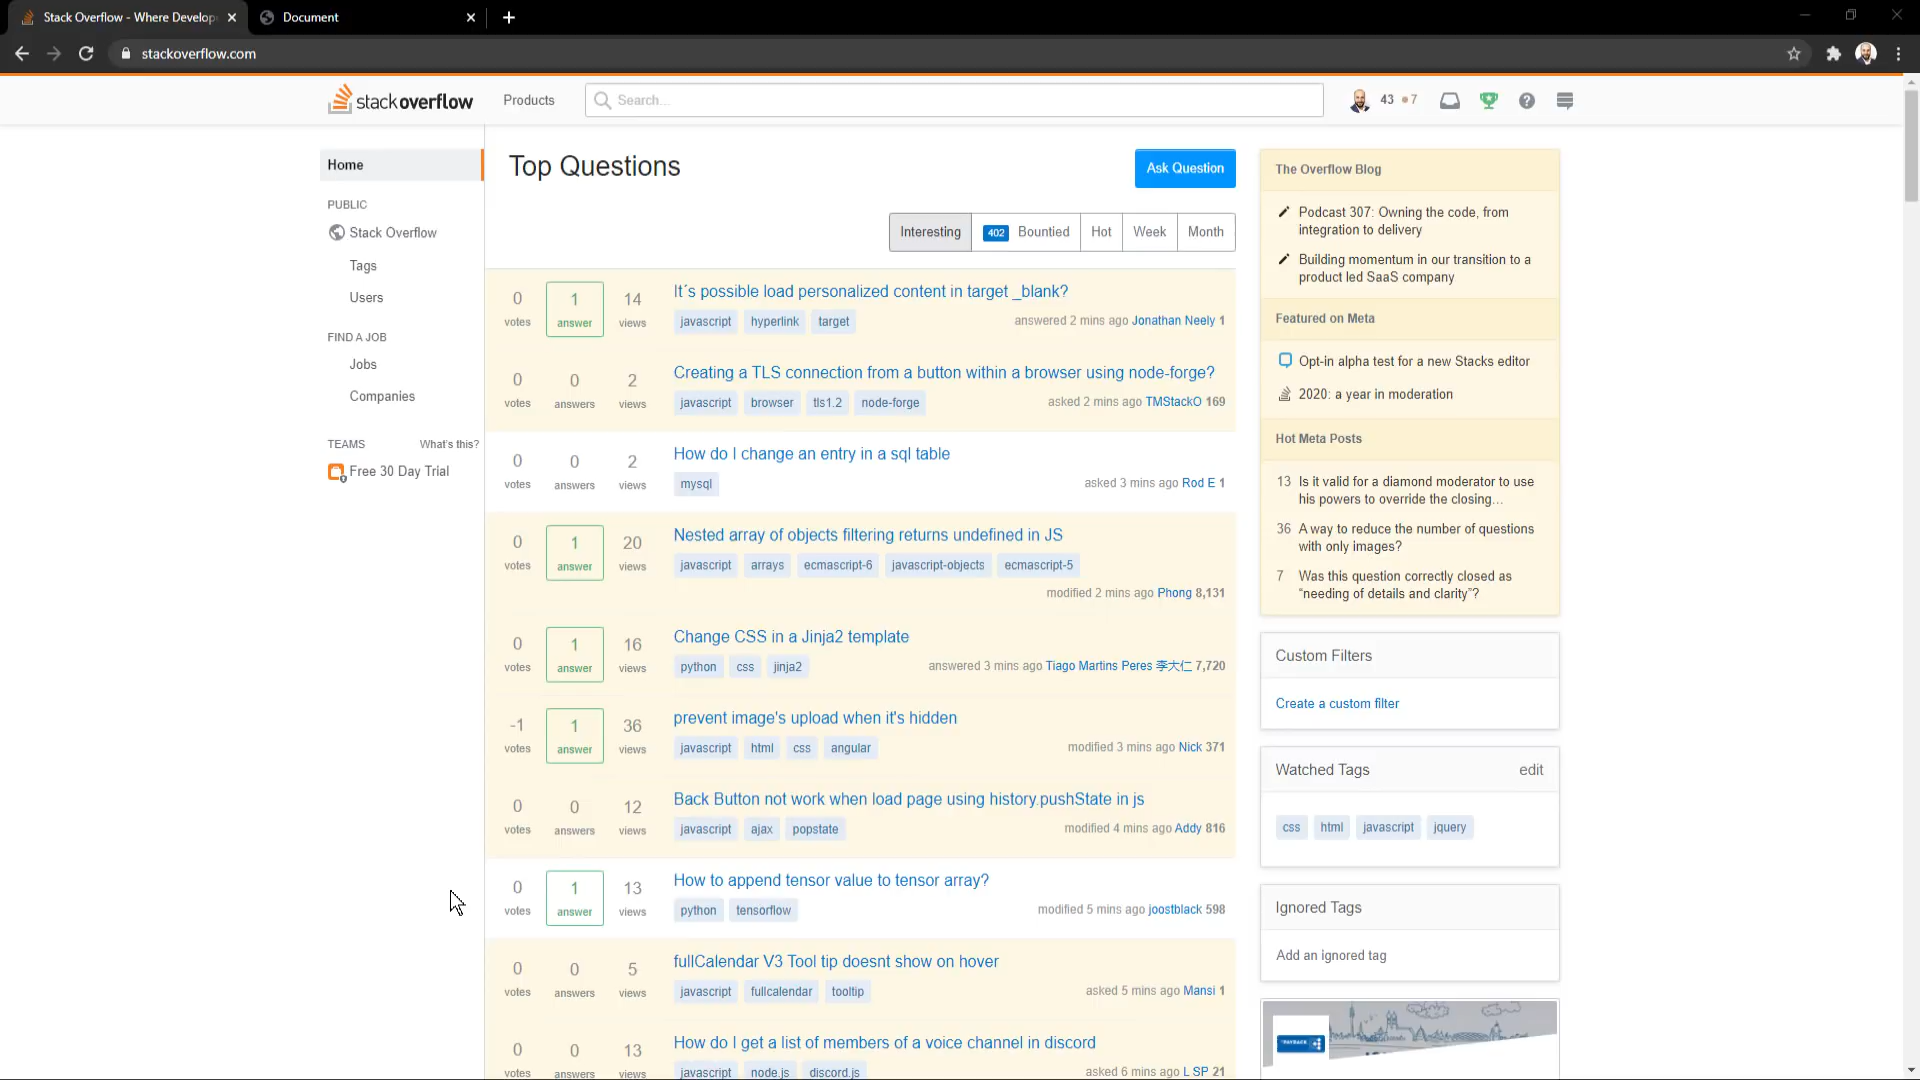 Stack Overflow - Where Develop
Document
stackoverflow.com
stackoverflow
Products
Search...
43 7
Home
PUBLIC
Stack Overflow
Tags
Users
FIND A JOB
Jobs
Companies
TEAMS What's this?
Free 30 Day Trial
Top Questions
Ask Question
Interesting 402 Bountied Hot Week Month
0 votes 1 answer 14 views
It´s possible load personalized content in target _blank?
javascript hyperlink target
answered 2 mins ago Jonathan Neely 1
0 votes 0 answers 2 views
Creating a TLS connection from a button within a browser using node-forge?
javascript browser tls1.2 node-forge
asked 2 mins ago TMStackO 169
0 votes 0 answers 2 views
How do I change an entry in a sql table
mysql
asked 3 mins ago Rod E 1
0 votes 1 answer 20 views
Nested array of objects filtering returns undefined in JS
javascript arrays ecmascript-6 javascript-objects ecmascript-5
modified 2 mins ago Phong 8,131
0 votes 1 answer 16 views
Change CSS in a Jinja2 template
python css jinja2
answered 3 mins ago Tiago Martins Peres 李大仁 7,720
-1 votes 1 answer 36 views
prevent image's upload when it's hidden
javascript html css angular
modified 3 mins ago Nick 371
0 votes 0 answers 12 views
Back Button not work when load page using history.pushState in js
javascript ajax popstate
modified 4 mins ago Addy 816
0 votes 1 answer 13 views
How to append tensor value to tensor array?
python tensorflow
modified 5 mins ago joostblack 598
0 votes 0 answers 5 views
fullCalendar V3 Tool tip doesnt show on hover
javascript fullcalendar tooltip
asked 5 mins ago Mansi 1
0 votes 0 answers 13 views
How do I get a list of members of a voice channel in discord
javascript node.js discord.js
asked 6 mins ago L SP 21
The Overflow Blog
Podcast 307: Owning the code, from
integration to delivery
Building momentum in our transition to a
product led SaaS company
Featured on Meta
Opt-in alpha test for a new Stacks editor
2020: a year in moderation
Hot Meta Posts
13 Is it valid for a diamond moderator to use
his powers to override the closing...
36 A way to reduce the number of questions
with only images?
7 Was this question correctly closed as
“needing of details and clarity”?
Custom Filters
Create a custom filter
Watched Tags edit
css html javascript jquery
Ignored Tags
Add an ignored tag
PAYBACK